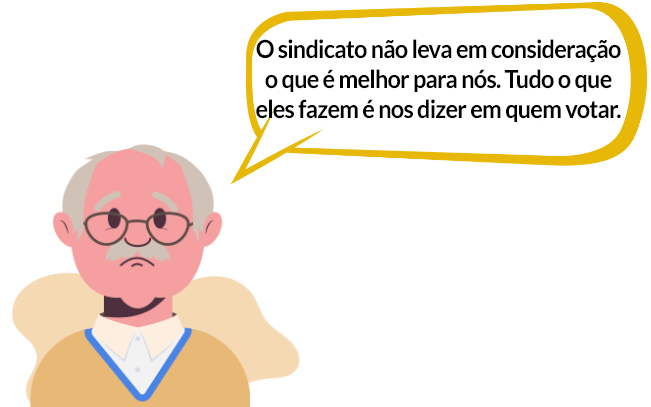 O sindicato não leva em consideração
o que é melhor para nós. Tudo o que
eles fazem é nos dizer em quem votar.